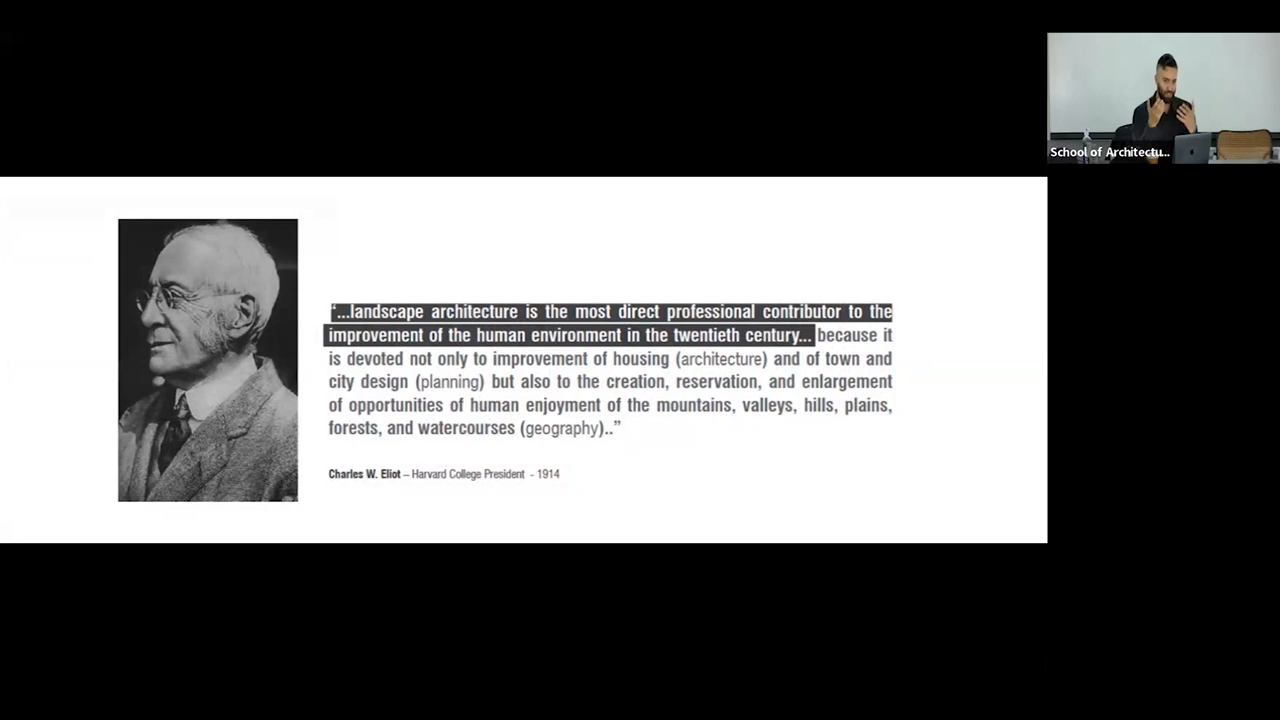 School of Architectu...
'...landscape architecture is the most direct professional contributor to the
improvement of the human environment in the twentieth century... because it
is devoted not only to improvement of housing (architecture) and of town and
city design (planning) but also to the creation, reservation, and enlargement
of opportunities of human enjoyment of the mountains, valleys, hills, plains,
forests, and watercourses (geography)..”
Charles W. Eliot – Harvard College President - 1914